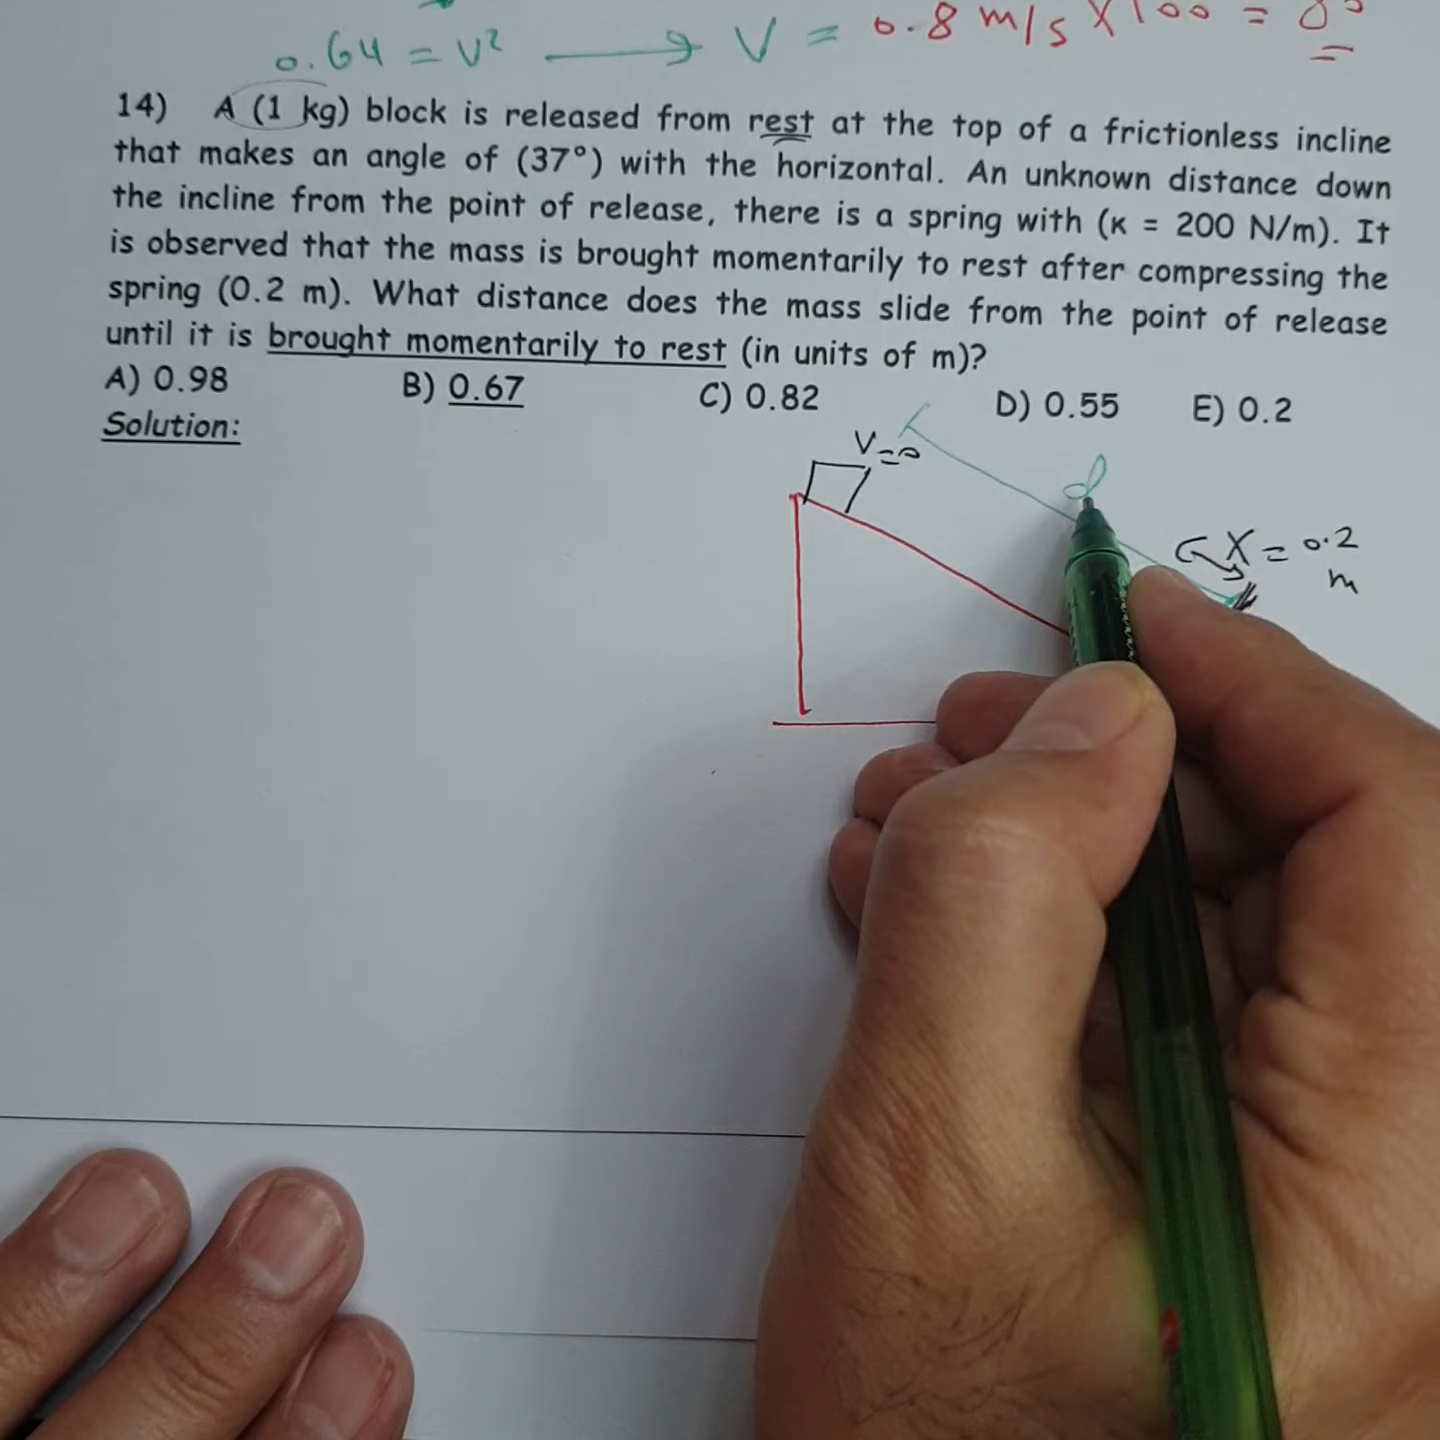 0.64 = V² → V = 0.8 m/s X100 =
14) A (1 kg) block is released from rest at the top of a frictionless incline
that makes an angle of (37°) with the horizontal. An unknown distance down
the incline from the point of release, there is a spring with (κ = 200 N/m). It
is observed that the mass is brought momentarily to rest after compressing the
spring (0.2 m). What distance does the mass slide from the point of release
until it is brought momentarily to rest (in units of m)?
A) 0.98 B) 0.67 C) 0.82 D) 0.55 E) 0.2
Solution:
V=0
X = 0.2
m